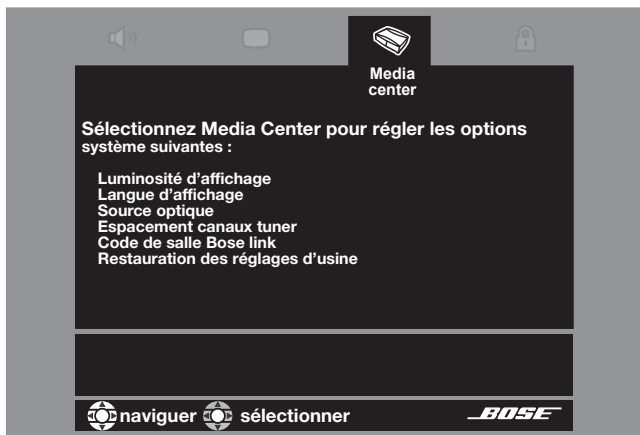 Media
center
Sélectionnez Media Center pour régler les options
système suivantes :
Luminosité d’affichage
Langue d’affichage
Source optique
Espacement canaux tuner
Code de salle Bose link
Restauration des réglages d’usine
naviguer sélectionner BOSE